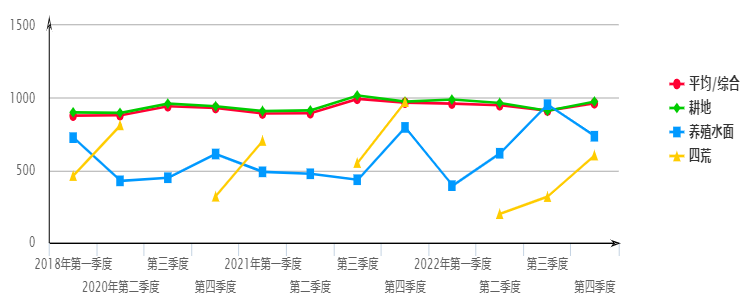 1500
1000
500
0
2018年第一季度
2020年第二季度
第三季度
第四季度
2021年第一季度
第二季度
第三季度
第四季度
2022年第一季度
第二季度
第三季度
第四季度
平均/综合
耕地
养殖水面
四荒